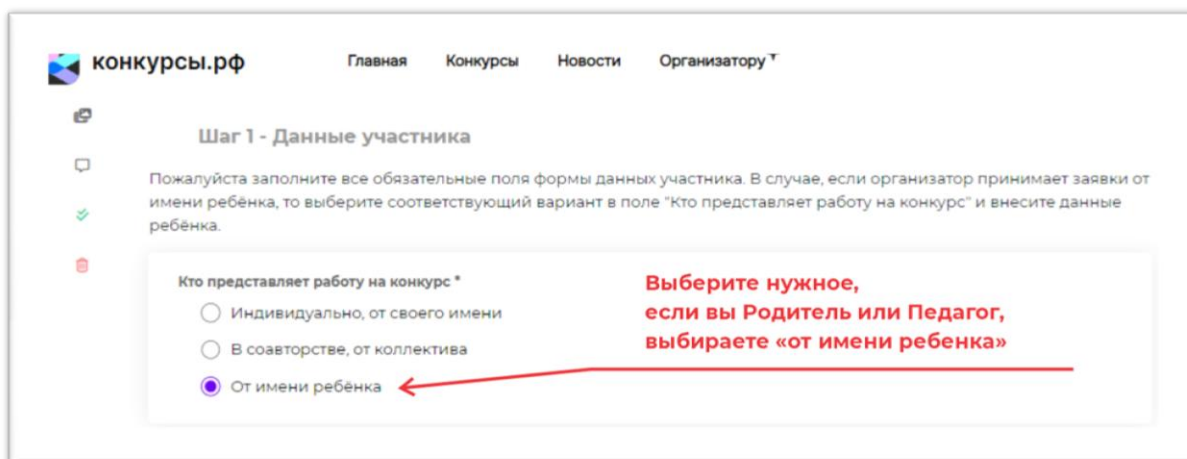 конкурсы.рф
Главная Конкурсы Новости Организатору
Шаг 1 - Данные участника
Пожалуйста заполните все обязательные поля формы данных участника. В случае, если организатор принимает заявки от
имени ребёнка, то выберите соответствующий вариант в поле "Кто представляет работу на конкурс" и внесите данные
ребёнка.
Кто представляет работу на конкурс *
Индивидуально, от своего имени
В соавторстве, от коллектива
От имени ребёнка
Выберите нужное,
если вы Родитель или Педагог,
выбираете «от имени ребенка»